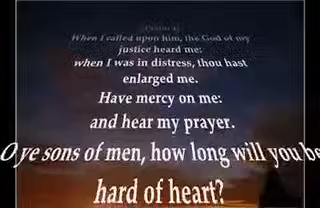 When I called upon him, the God of my
justice heard me:
when I was in distress, thou hast
enlarged me.
Have mercy on me:
and hear my prayer.
O ye sons of men, how long will you be
hard of heart?